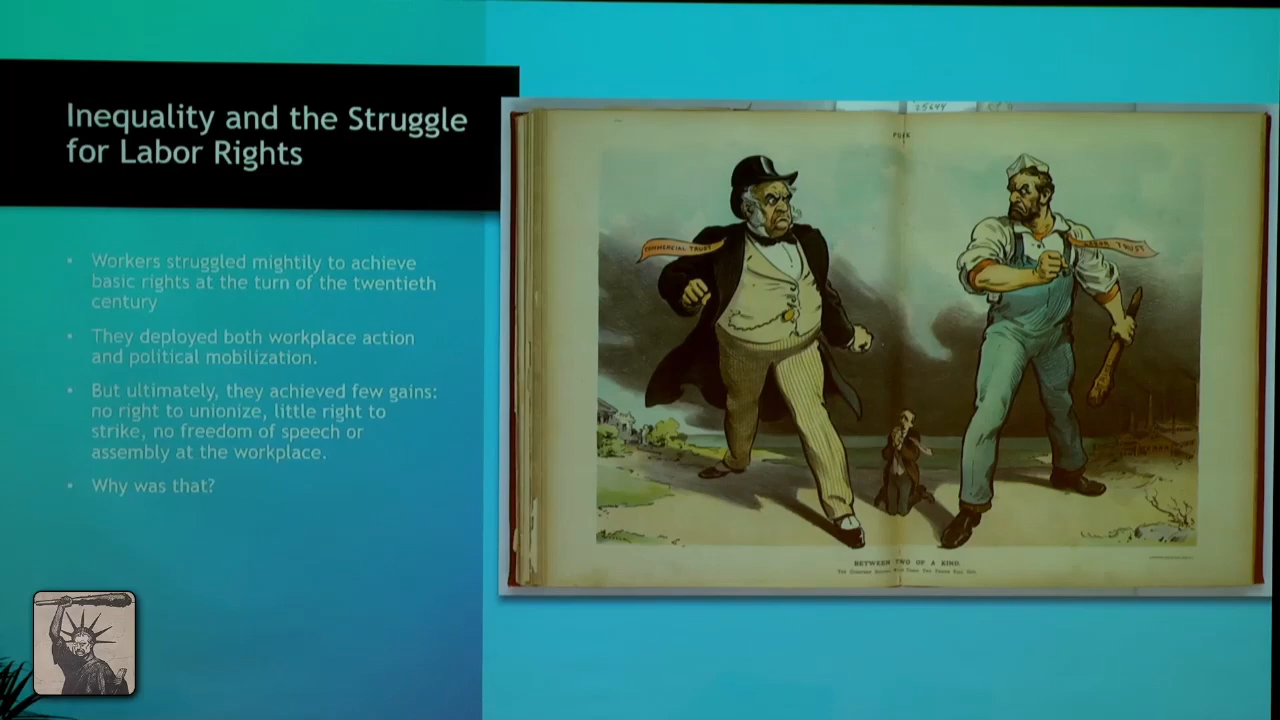 Inequality and the Struggle
for Labor Rights
• Workers struggled mightily to achieve
basic rights at the turn of the twentieth
century
• They deployed both workplace action
and political mobilization.
• But ultimately, they achieved few gains:
no right to unionize, little right to
strike, no freedom of speech or
assembly at the workplace.
• Why was that?
25644
PUCK
COMMERCIAL TRUST
LABOR TRUST
BETWEEN TWO OF A KIND.